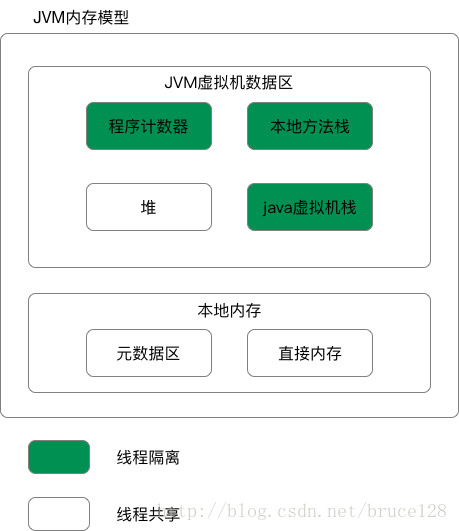 JVM内存模型
JVM虚拟机数据区
程序计数器 本地方法栈
堆 java虚拟机栈
本地内存
元数据区 直接内存
线程隔离
线程共享
http://blog.csdn.net/bruce128